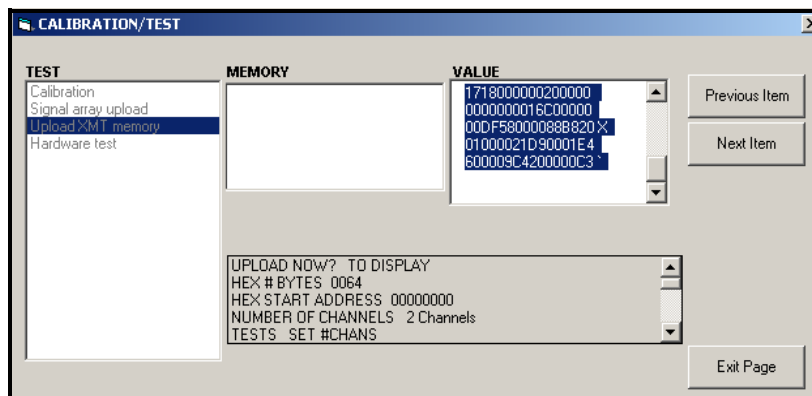 CALIBRATION/TEST
TEST
Calibration
Signal array upload
Upload XMT memory
Hardware test
MEMORY
VALUE
1718000000200000
0000000016C00000
00DF58000088B820 X
01000021D90001E4
600009C4200000C3 `
Previous Item
Next Item
UPLOAD NOW?   TO DISPLAY
HEX # BYTES  0064
HEX START ADDRESS  00000000
NUMBER OF CHANNELS   2 Channels
TESTS   SET #CHANS
Exit Page